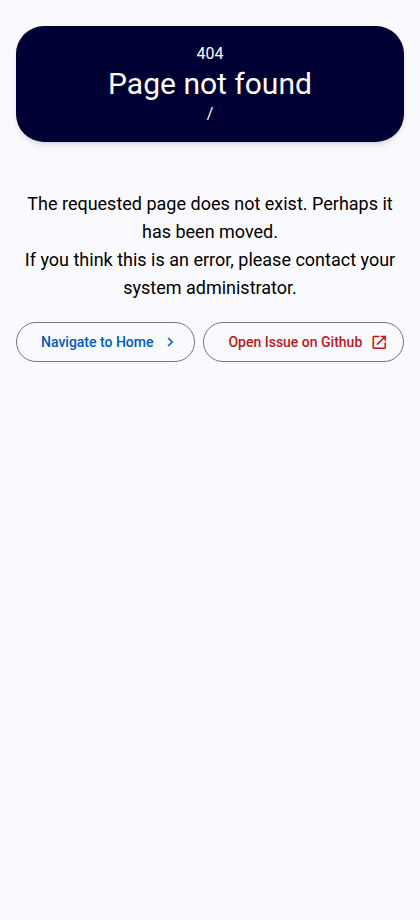 404
Page not found
/
The requested page does not exist. Perhaps it
has been moved.
If you think this is an error, please contact your
system administrator.
Navigate to Home
Open Issue on Github